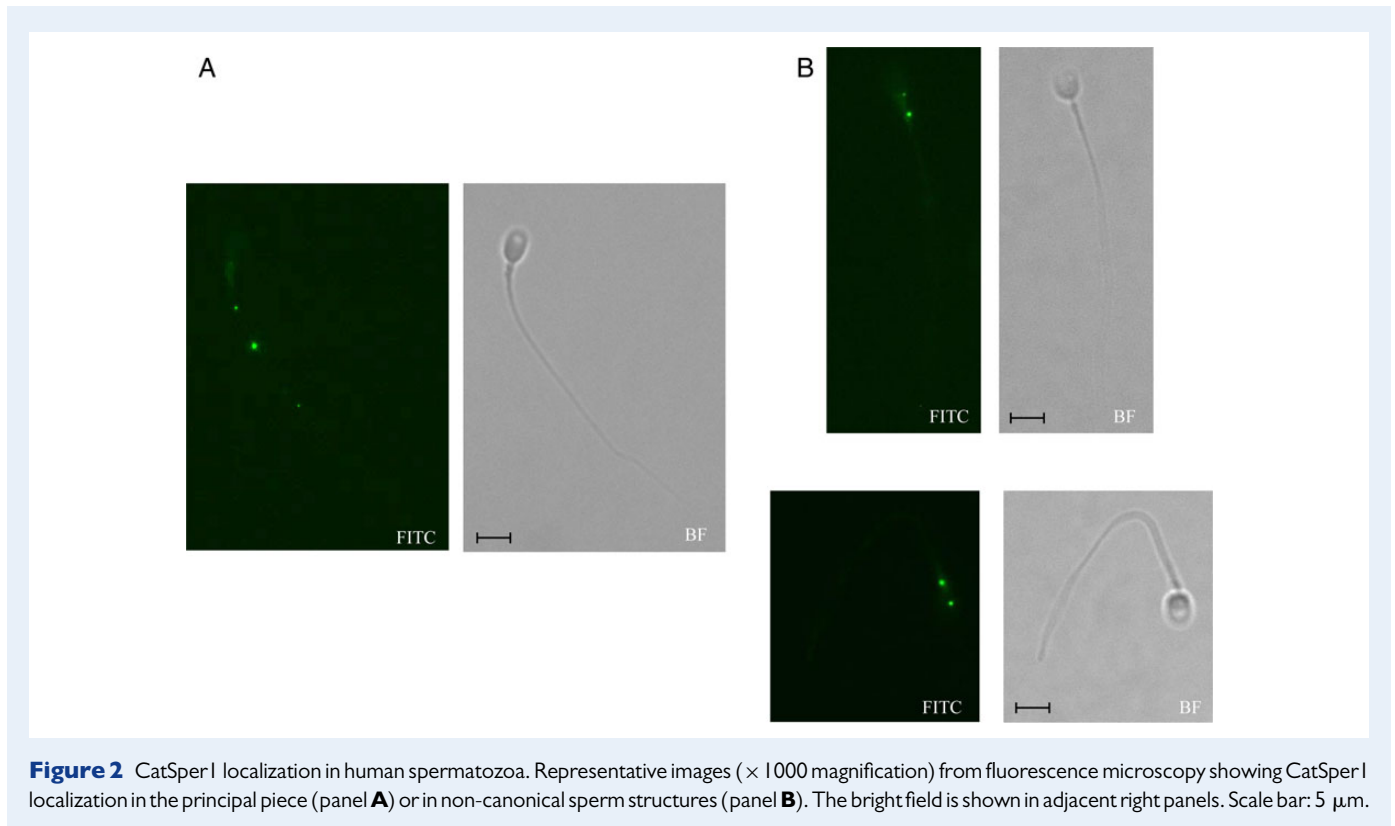 A
B
FITC
BF
FITC
BF
FITC
BF
Figure 2 CatSper1 localization in human spermatozoa. Representative images (× 1000 magnification) from fluorescence microscopy showing CatSper1
localization in the principal piece (panel A) or in non-canonical sperm structures (panel B). The bright field is shown in adjacent right panels. Scale bar: 5 μm.